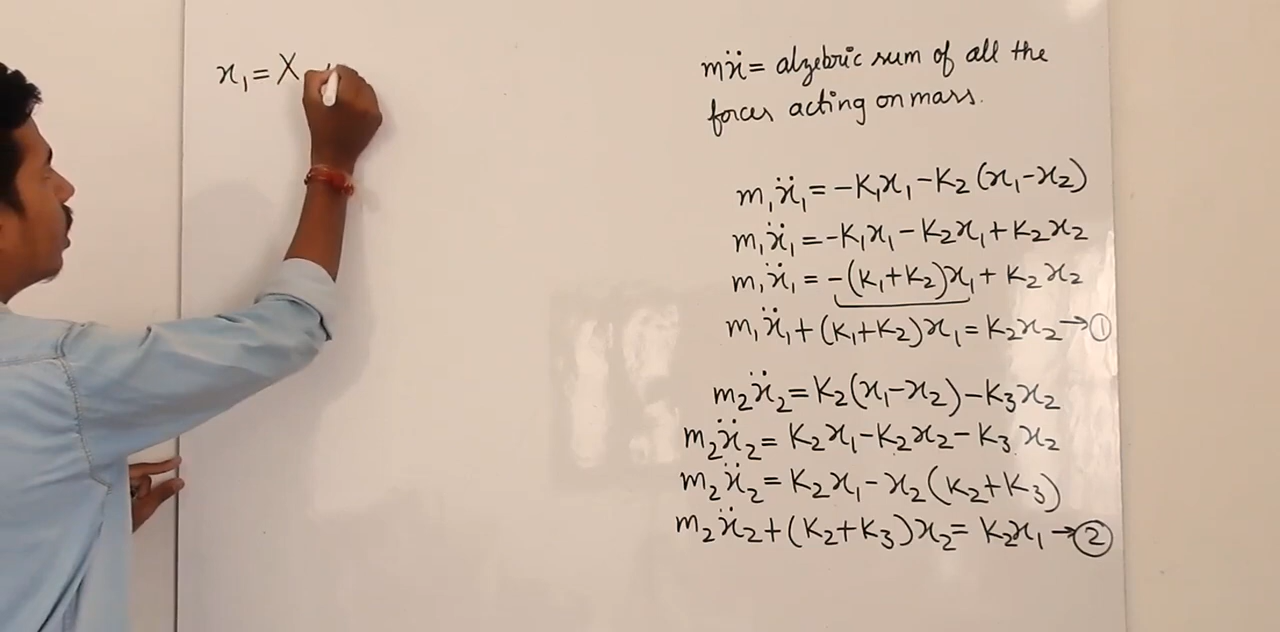 x₁ = X
mẍ = algebric sum of all the
forces acting on mass.
m₁ẍ₁ = -K₁x₁ - K₂ (x₁ - x₂)
m₁ẍ₁ = -K₁x₁ - K₂x₁ + K₂x₂
m₁ẍ₁ = -(K₁+K₂)x₁ + K₂x₂
m₁ẍ₁ + (K₁+K₂)x₁ = K₂x₂ → ①
m₂ẍ₂ = K₂(x₁-x₂) - K₃x₂
m₂ẍ₂ = K₂x₁ - K₂x₂ - K₃x₂
m₂ẍ₂ = K₂x₁ - x₂(K₂+K₃)
m₂ẍ₂ + (K₂+K₃)x₂ = K₂x₁ → ②